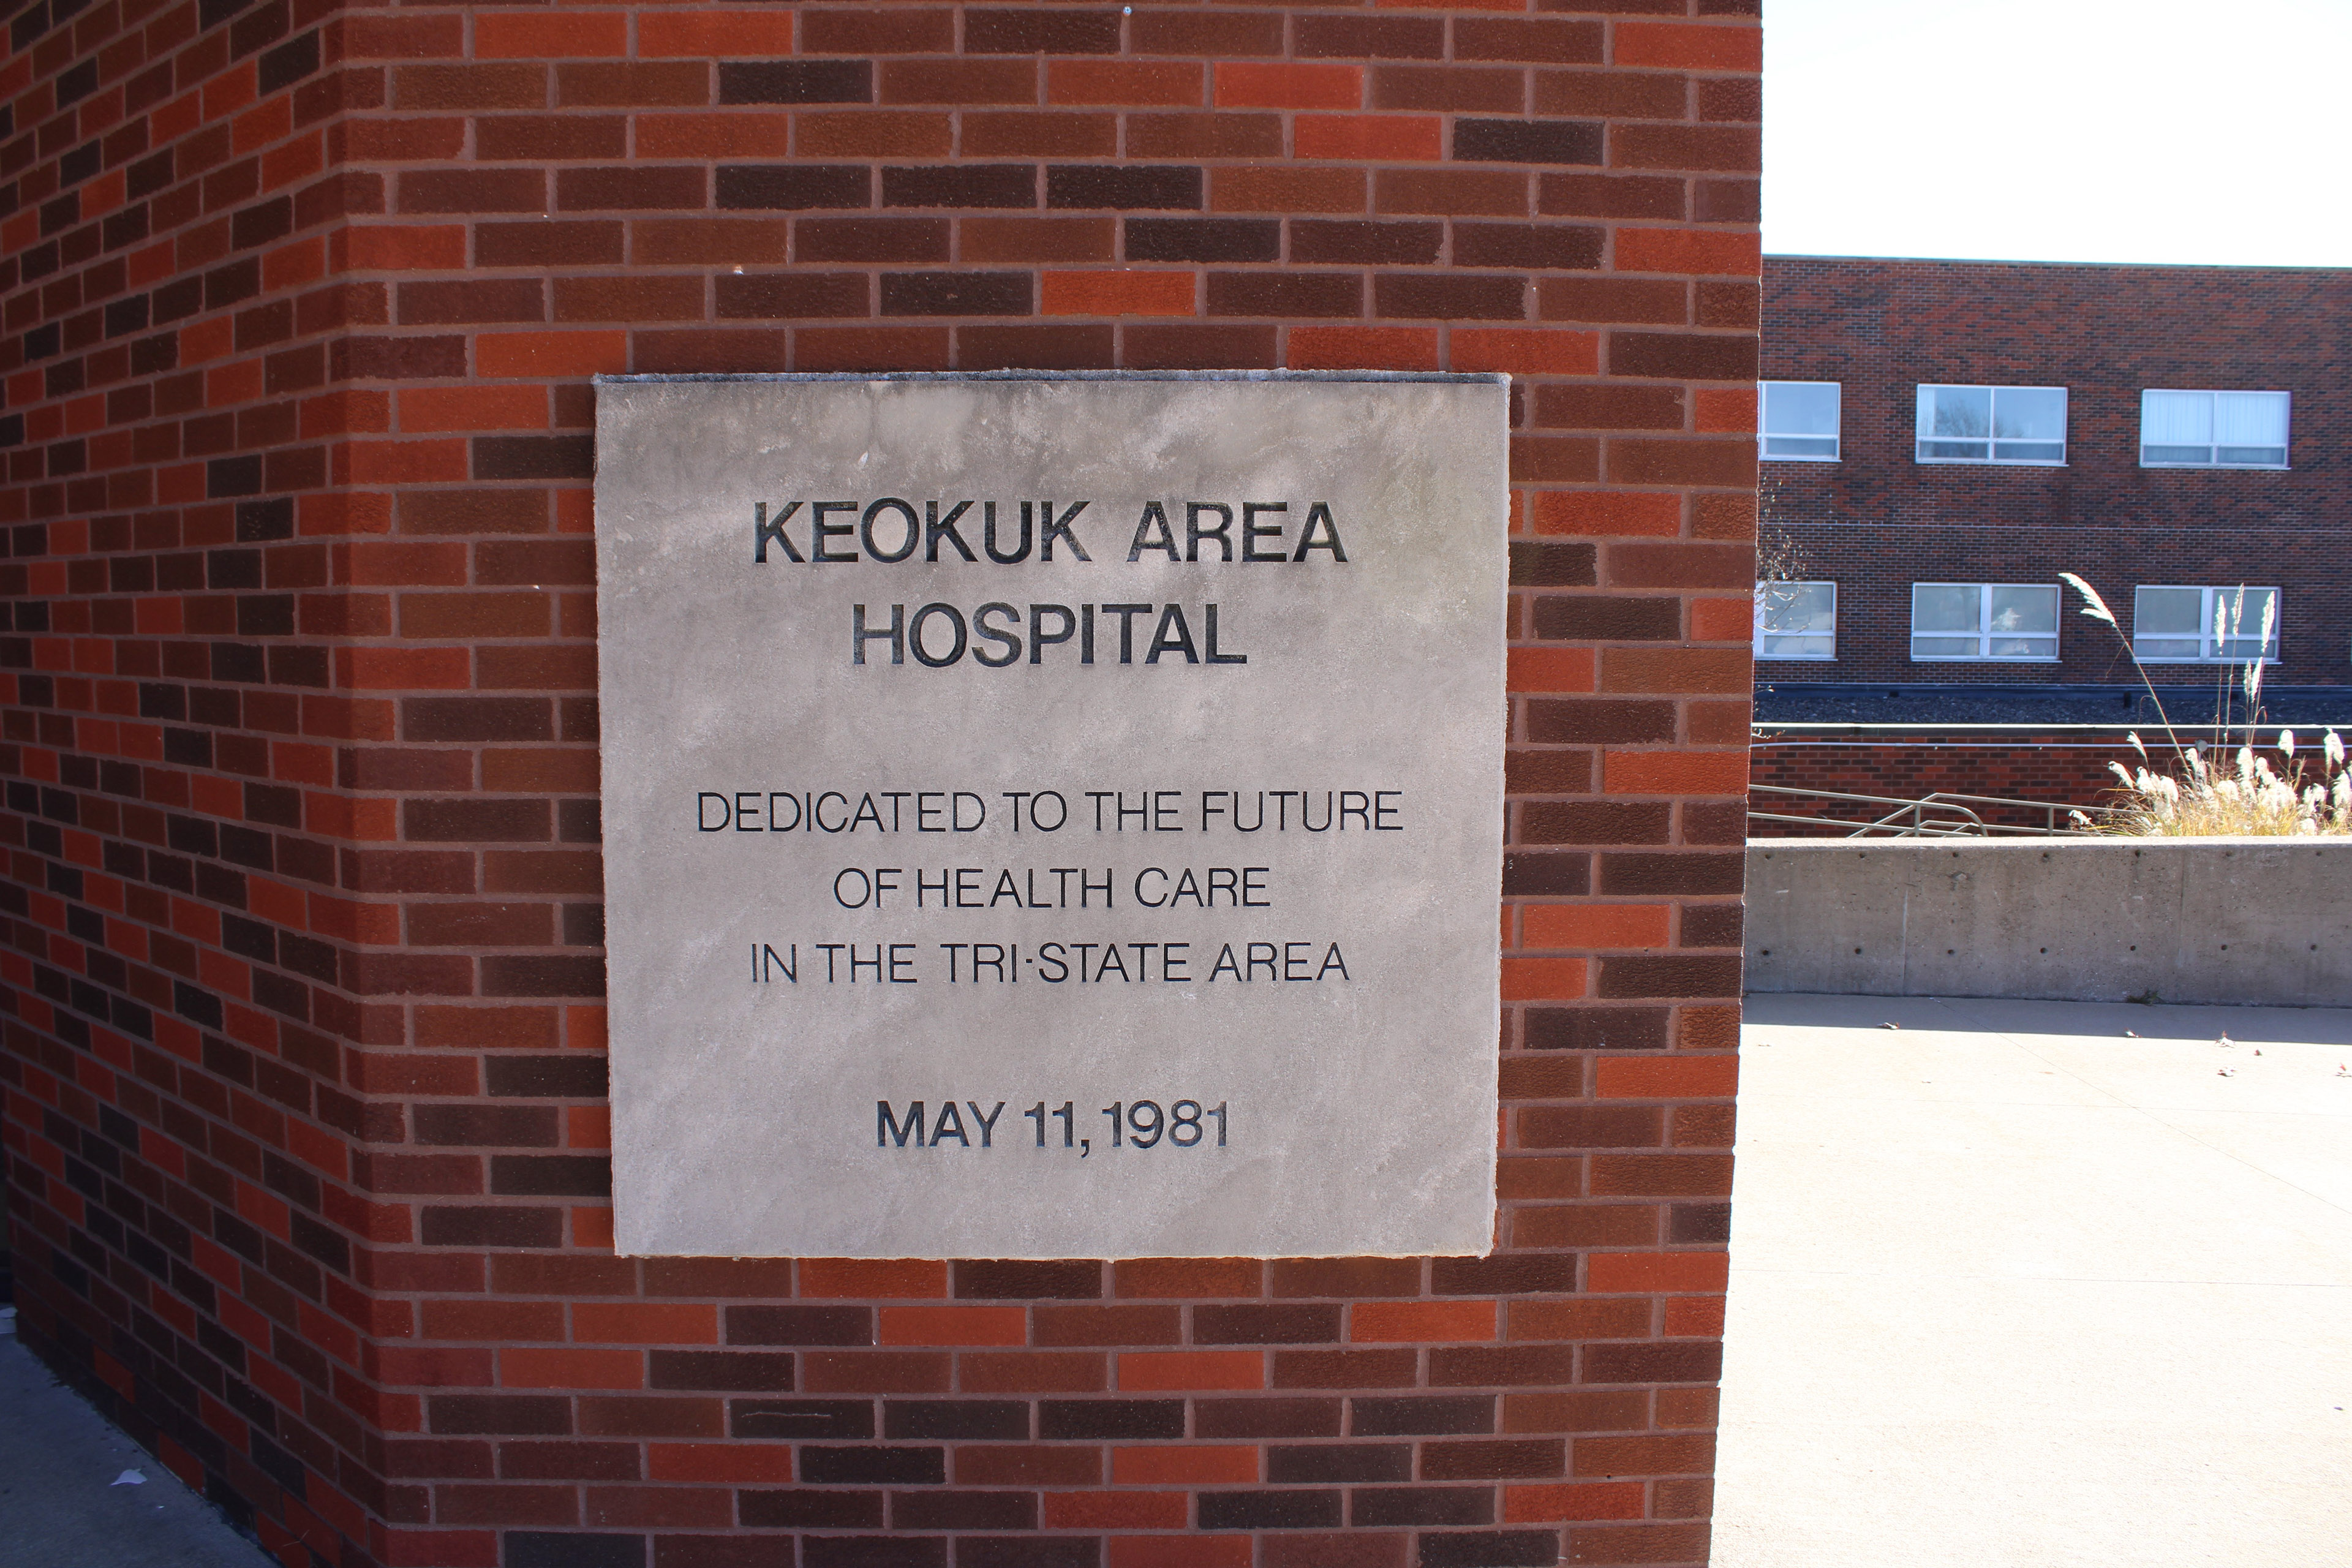 KEOKUK AREA
HOSPITAL
DEDICATED TO THE FUTURE
OF HEALTH CARE
IN THE TRI-STATE AREA
MAY 11, 1981